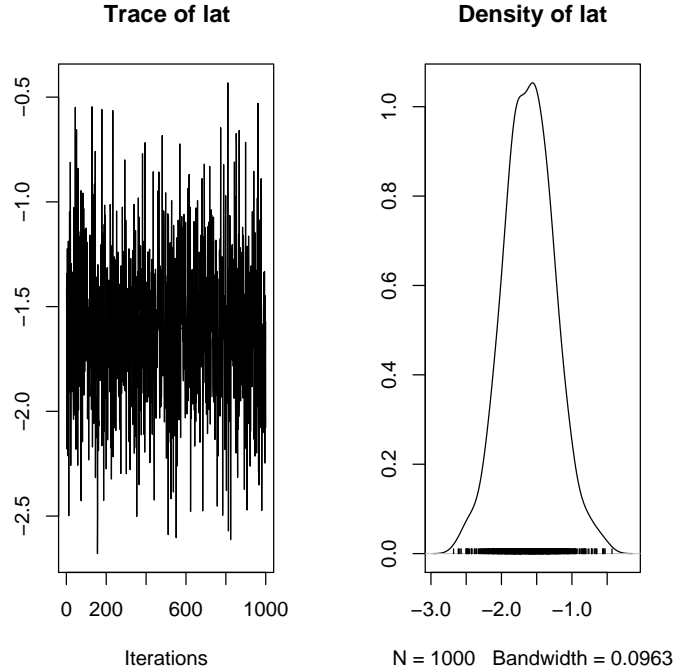 Trace of lat
−0.5
−1.0
−1.5
−2.0
−2.5
0 200 600 1000
Iterations
Density of lat
1.0
0.8
0.6
0.4
0.2
0.0
−3.0 −2.0 −1.0
N = 1000 Bandwidth = 0.0963